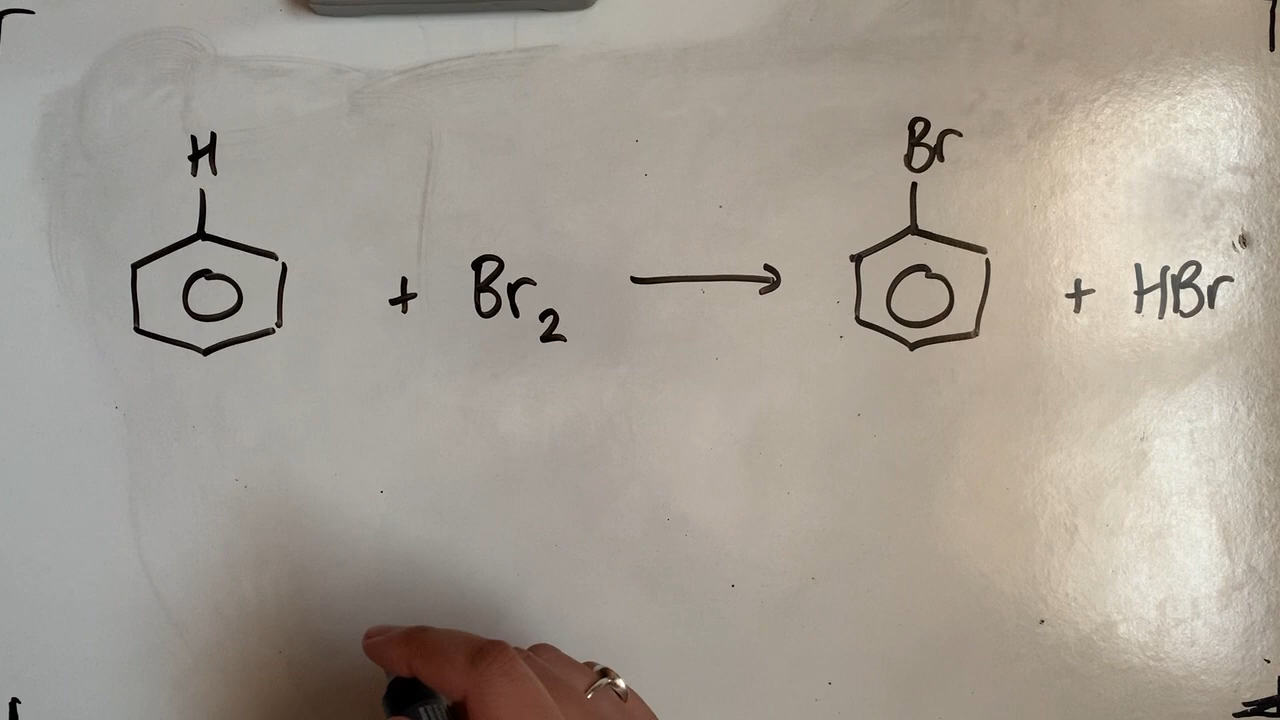 H Br
+ Br₂ ⟶ + HBr